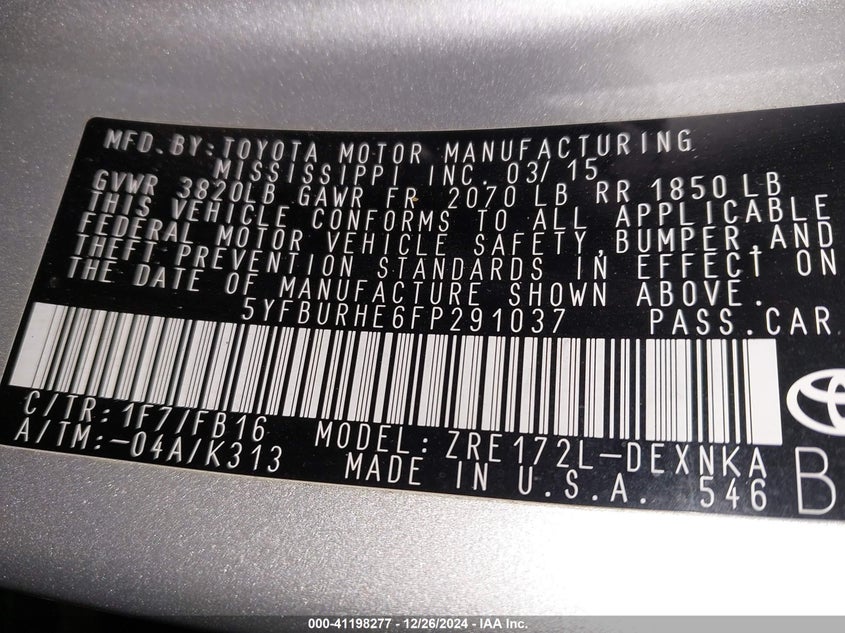 MFD. BY: TOYOTA MOTOR MANUFACTURING
MISSISSIPPI INC. 03/15
GVWR 3820LB GAWR FR 2070 LB RR 1850 LB
THIS VEHICLE CONFORMS TO ALL APPLICABLE
FEDERAL MOTOR VEHICLE SAFETY, BUMPER, AND
THEFT PREVENTION STANDARDS IN EFFECT ON
THE DATE OF MANUFACTURE SHOWN ABOVE.
5YFBURHE6FP291037 PASS. CAR
C/TR: 1F7/FB16 MODEL: ZRE172L-DEXNKA
A/TM:-04A/K313 MADE IN U.S.A. 546 B
000-41198277 - 12/26/2024 - IAA Inc.